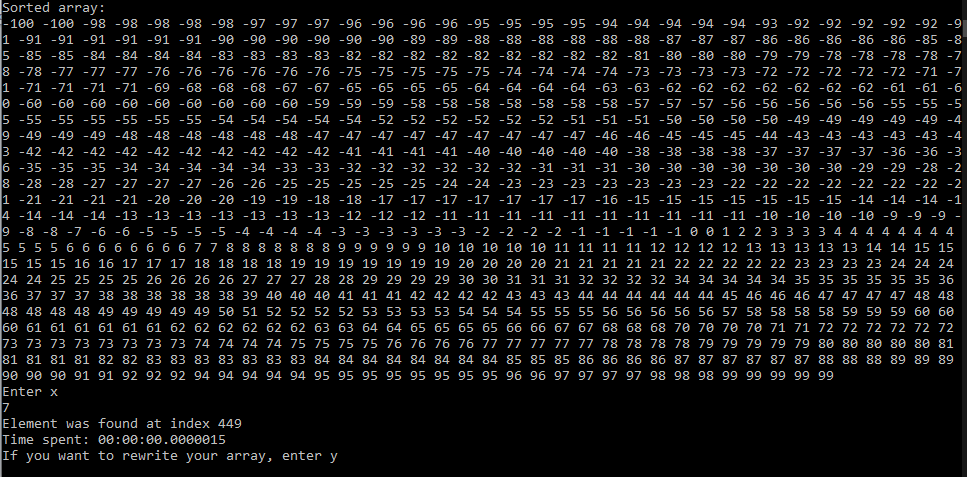 Sorted array:
-100 -100 -98 -98 -98 -98 -97 -97 -97 -96 -96 -96 -96 -95 -95 -95 -95 -95 -94 -94 -94 -94 -94 -93 -92 -92 -92 -92 -92 -9
1 -91 -91 -91 -91 -91 -91 -90 -90 -90 -90 -90 -90 -89 -89 -88 -88 -88 -88 -88 -88 -87 -87 -87 -86 -86 -86 -86 -85 -8
5 -85 -85 -84 -84 -84 -84 -83 -83 -83 -83 -82 -82 -82 -82 -82 -82 -82 -82 -82 -81 -80 -80 -80 -79 -79 -78 -78 -78 -78 -7
8 -78 -77 -77 -77 -76 -76 -76 -76 -76 -76 -75 -75 -75 -75 -75 -74 -74 -74 -74 -73 -73 -73 -73 -72 -72 -72 -72 -72 -71 -7
1 -71 -71 -71 -71 -69 -68 -68 -68 -67 -67 -65 -65 -65 -65 -64 -64 -64 -64 -63 -63 -62 -62 -62 -62 -62 -62 -62 -61 -61 -6
0 -60 -60 -60 -60 -60 -60 -60 -60 -59 -59 -59 -58 -58 -58 -58 -58 -58 -58 -57 -57 -57 -56 -56 -56 -56 -56 -55 -55 -5
5 -55 -55 -55 -55 -55 -54 -54 -54 -54 -54 -52 -52 -52 -52 -52 -52 -52 -51 -51 -51 -50 -50 -50 -50 -49 -49 -49 -49 -4
9 -49 -49 -49 -48 -48 -48 -48 -48 -48 -47 -47 -47 -47 -47 -47 -47 -47 -47 -46 -46 -45 -45 -45 -44 -43 -43 -43 -43 -43 -4
3 -42 -42 -42 -42 -42 -42 -42 -42 -42 -41 -41 -41 -41 -40 -40 -40 -40 -40 -38 -38 -38 -38 -37 -37 -37 -37 -36 -36 -3
6 -35 -35 -35 -34 -34 -34 -34 -34 -33 -33 -32 -32 -32 -32 -32 -32 -31 -31 -31 -30 -30 -30 -30 -30 -30 -29 -29 -28 -2
8 -28 -28 -27 -27 -27 -27 -26 -26 -25 -25 -25 -25 -25 -24 -24 -23 -23 -23 -23 -23 -23 -23 -22 -22 -22 -22 -22 -22 -2
1 -21 -21 -21 -21 -20 -20 -20 -19 -19 -18 -18 -17 -17 -17 -17 -17 -17 -16 -15 -15 -15 -15 -15 -15 -15 -15 -14 -14 -14 -1
4 -14 -14 -14 -13 -13 -13 -13 -13 -13 -12 -12 -12 -11 -11 -11 -11 -11 -11 -11 -11 -11 -11 -10 -10 -10 -10 -9 -9 -9 -
9 -8 -8 -7 -6 -6 -5 -5 -5 -5 -4 -4 -4 -4 -3 -3 -3 -3 -3 -3 -2 -2 -2 -2 -1 -1 -1 -1 -1 0 0 1 2 2 3 3 3 3 4 4 4 4 4 4 4 4
5 5 5 5 6 6 6 6 6 6 6 6 7 7 8 8 8 8 8 8 8 9 9 9 9 9 9 10 10 10 10 10 11 11 11 11 12 12 12 12 13 13 13 13 13 13 14 14 15 15
15 15 15 16 16 17 17 17 18 18 18 18 19 19 19 19 19 19 19 19 20 20 20 20 21 21 21 21 21 22 22 22 22 22 23 23 23 23 24 24 24
24 24 25 25 25 25 26 26 26 26 27 27 27 28 28 29 29 29 29 30 30 31 31 31 32 32 32 32 34 34 34 34 34 35 35 35 35 35 35 36
36 37 37 37 38 38 38 38 38 38 39 40 40 40 41 41 41 42 42 42 42 43 43 43 44 44 44 44 44 44 45 46 46 46 47 47 47 47 48 48
48 48 48 48 49 49 49 49 49 50 51 52 52 52 52 53 53 53 53 54 54 54 55 55 57 58 56 58 58 58 59 59 59 60 60
60 61 61 61 61 61 61 62 62 62 62 62 62 63 63 64 64 65 65 65 65 66 66 67 67 68 68 68 70 70 70 70 71 71 72 72 72 72 72 72
73 73 73 73 73 73 73 74 74 74 74 75 75 75 75 76 76 76 76 77 77 77 77 77 78 78 78 78 79 79 79 79 79 80 80 80 80 80 81
81 81 81 81 82 82 83 83 83 83 83 83 83 84 84 84 84 84 84 84 84 85 85 85 86 86 86 86 87 87 87 87 87 87 88 88 88 89 89
90 90 90 91 91 92 92 92 94 94 94 94 94 95 95 95 95 95 95 95 95 96 96 97 97 97 97 98 98 98 99 99 99 99 99
Enter x
7
Element was found at index 449
Time spent: 00:00:00.0000015
If you want to rewrite your array, enter y